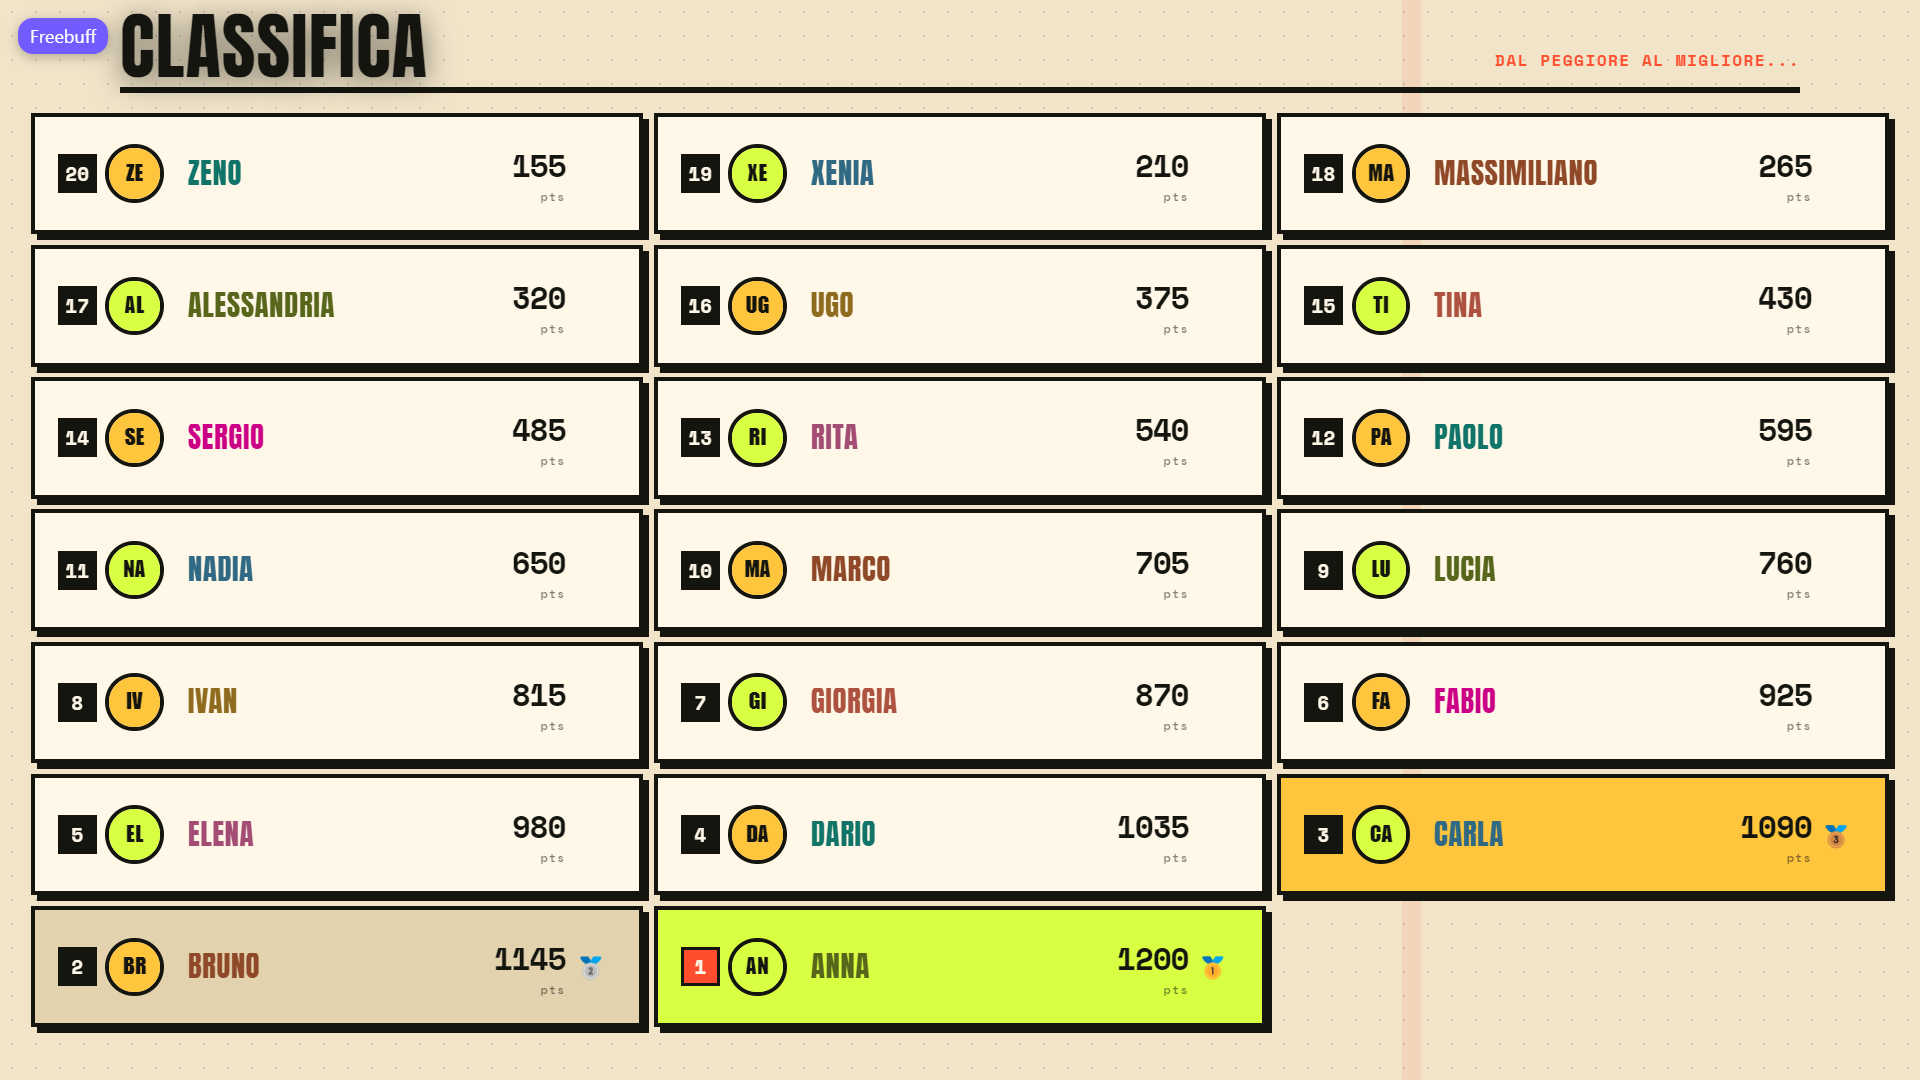 Freebuff
CLASSIFICA
DAL PEGGIORE AL MIGLIORE...
20 ZE ZENO 155 pts
19 XE XENIA 210 pts
18 MA MASSIMILIANO 265 pts
17 AL ALESSANDRIA 320 pts
16 UG UGO 375 pts
15 TI TINA 430 pts
14 SE SERGIO 485 pts
13 RI RITA 540 pts
12 PA PAOLO 595 pts
11 NA NADIA 650 pts
10 MA MARCO 705 pts
9 LU LUCIA 760 pts
8 IV IVAN 815 pts
7 GI GIORGIA 870 pts
6 FA FABIO 925 pts
5 EL ELENA 980 pts
4 DA DARIO 1035 pts
3 CA CARLA 1090 pts 3
2 BR BRUNO 1145 pts 2
1 AN ANNA 1200 pts 1